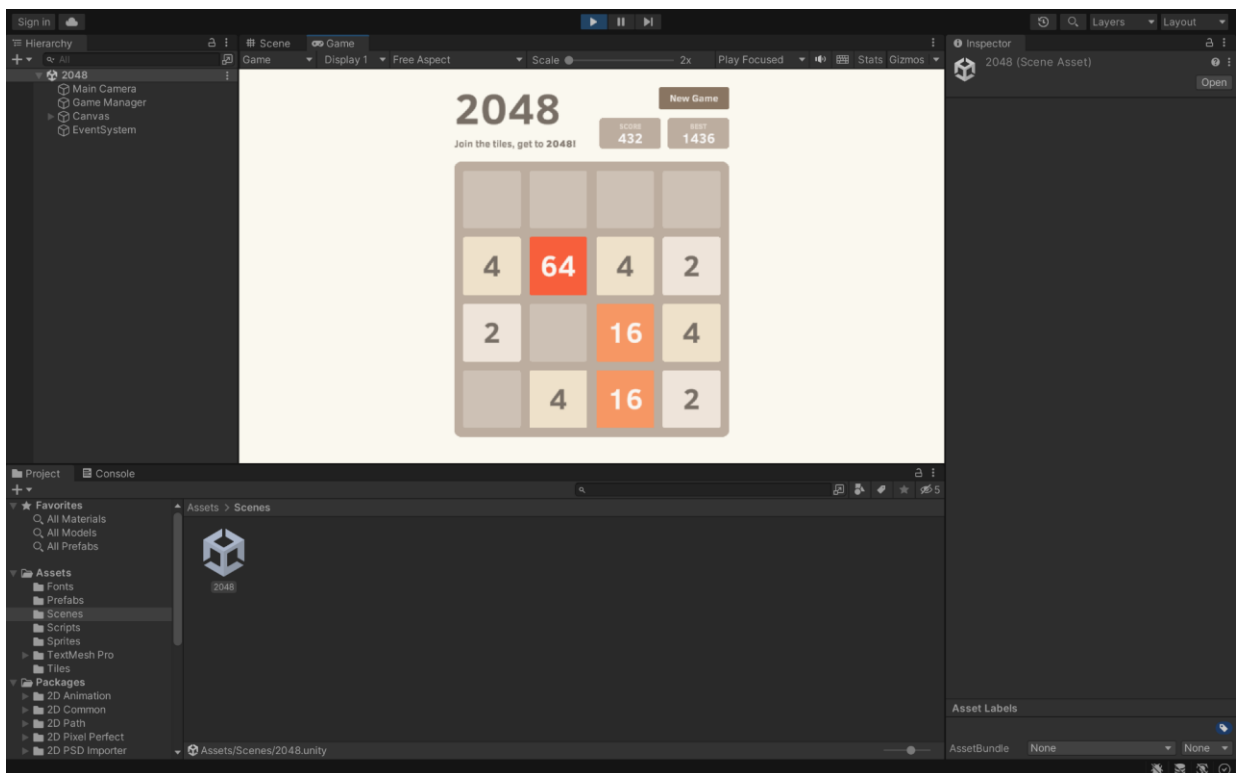 Sign in
Layers
Layout
Hierarchy
Scene
Game
Inspector
All
Game
Display 1
Free Aspect
Scale
2x
Play Focused
Stats
Gizmos
2048 (Scene Asset)
Open
2048
Main Camera
Game Manager
Canvas
EventSystem
2048
New Game
Join the tiles, get to 2048!
SCORE
432
BEST
1436
4 64 4 2
2 16 4
4 16 2
Project
Console
5
Favorites
All Materials
All Models
All Prefabs
Assets
Fonts
Prefabs
Scenes
Scripts
Sprites
TextMesh Pro
Tiles
Packages
2D Animation
2D Common
2D Path
2D Pixel Perfect
2D PSD Importer
Assets > Scenes
2048
Assets/Scenes/2048.unity
Asset Labels
AssetBundle
None
None